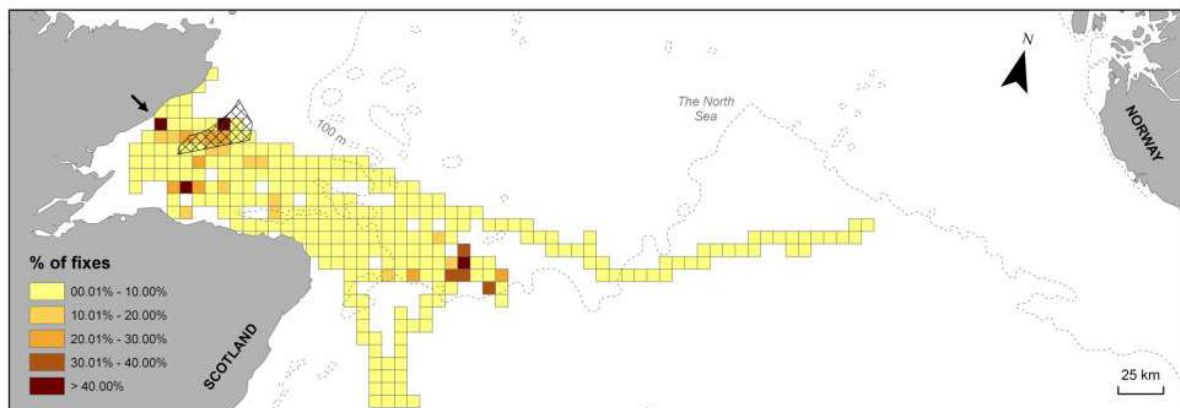 N
The North
Sea
100 m
NORWAY
% of fixes
00.01% - 10.00%
10.01% - 20.00%
20.01% - 30.00%
30.01% - 40.00%
> 40.00%
SCOTLAND
25 km